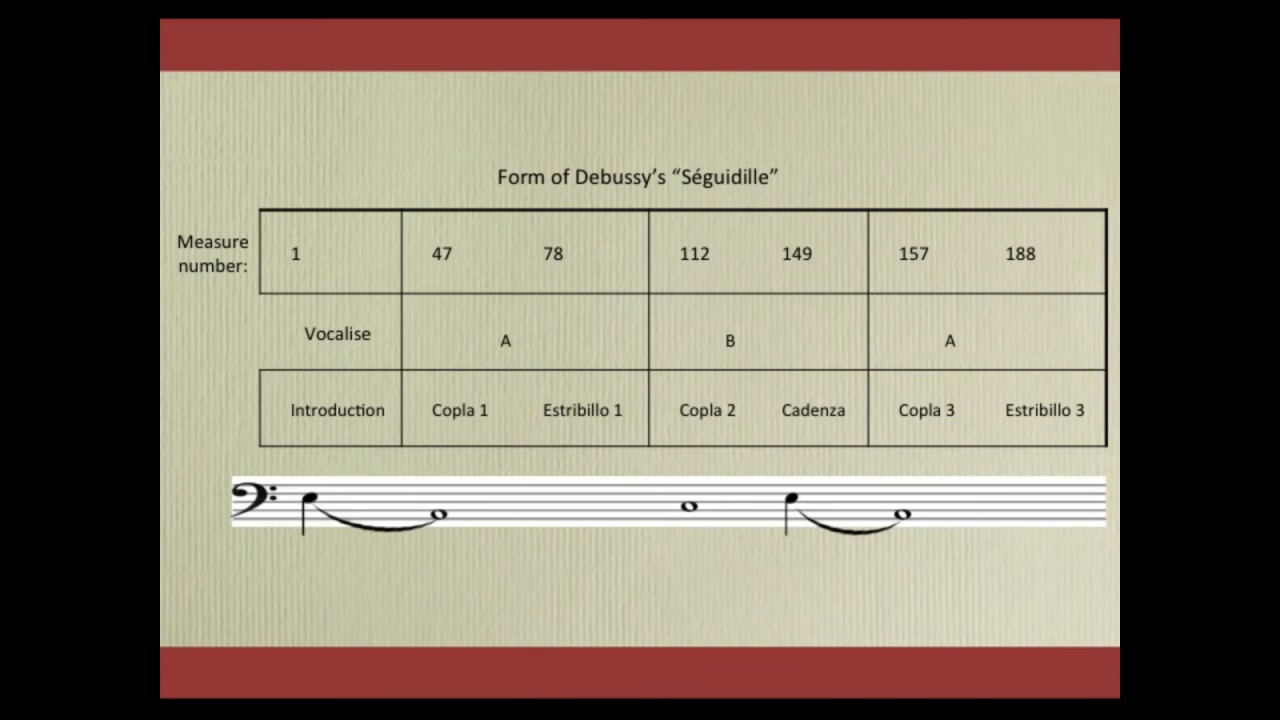 Form of Debussy's “Séguidille”
Measure number:
1 47 78 112 149 157 188
Vocalise A B A
Introduction Copla 1 Estribillo 1 Copla 2 Cadenza Copla 3 Estribillo 3